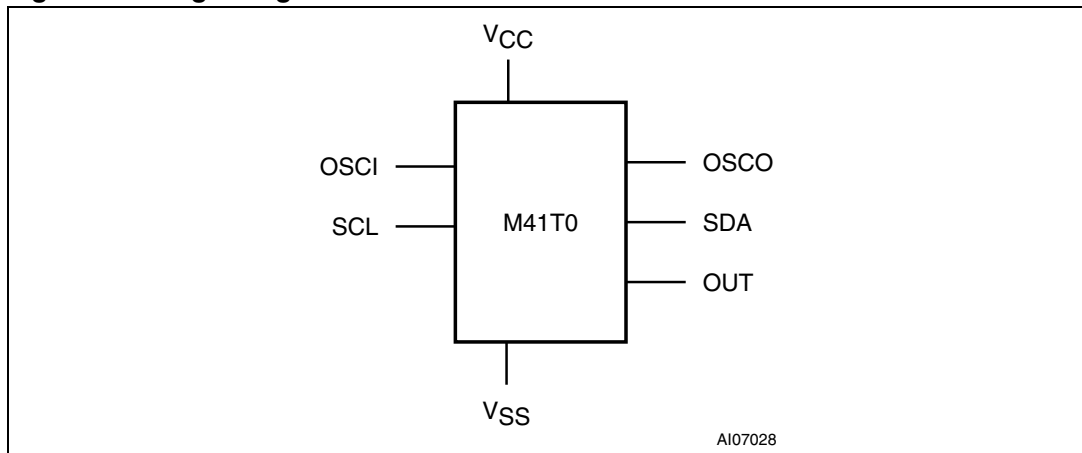 VCC
OSCI
OSCO
SCL
M41T0
SDA
OUT
VSS
AI07028